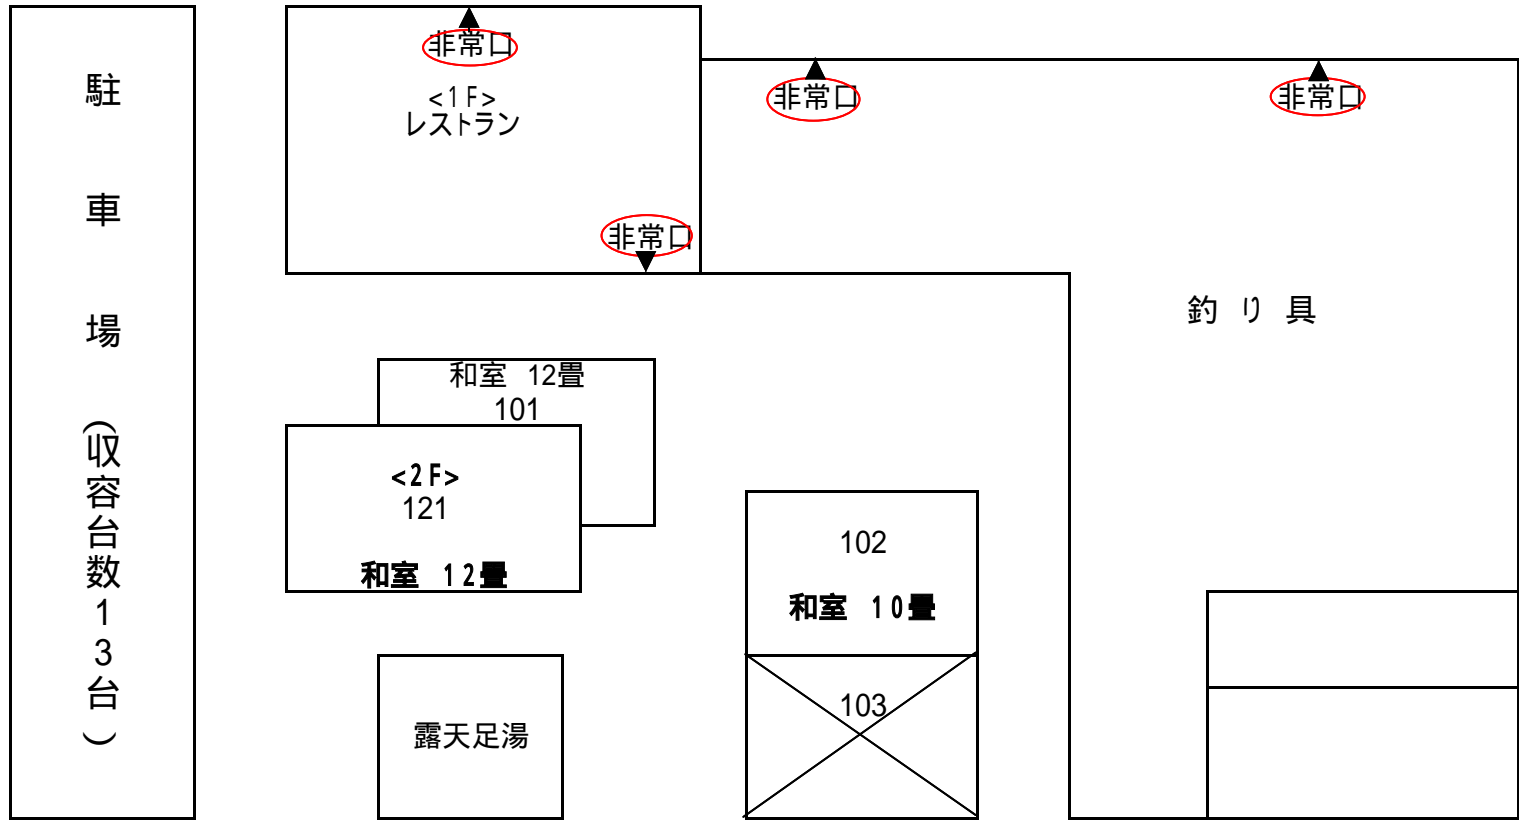 駐車場(収容台数13台)
非常口
<1F>
レストラン
非常口
非常口
非常口
釣り具
和室 12畳
101
<2F>
121
和室 12畳
102
和室 10畳
103
露天足湯